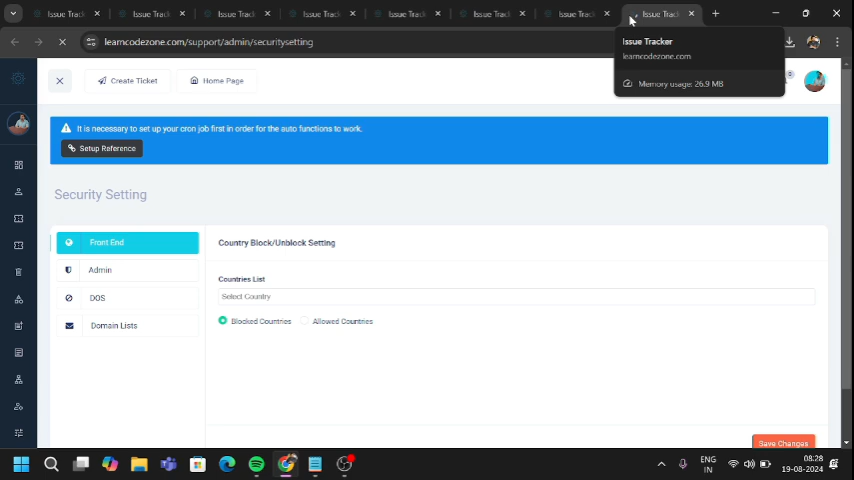 Issue Track
Issue Track
Issue Track
Issue Track
Issue Track
Issue Track
Issue Track
Issue Track
learncodezone.com/support/admin/securitysetting
Issue Tracker
learncodezone.com
Memory usage: 26.9 MB
Create Ticket
Home Page
It is necessary to set up your cron job first in order for the auto functions to work.
Setup Reference
Security Setting
Front End
Admin
DOS
Domain Lists
Country Block/Unblock Setting
Countries List
Select Country
Blocked Countries
Allowed Countries
Save Changes
ENG
IN
08:28
19-08-2024